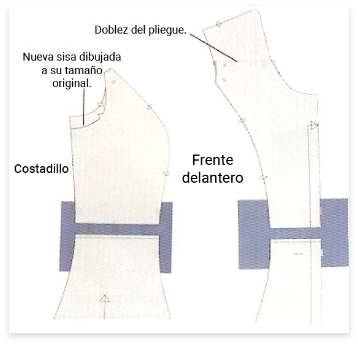 Doblez del pliegue.
Nueva sisa dibujada
a su tamaño
original.
Costadillo
Frente
delantero